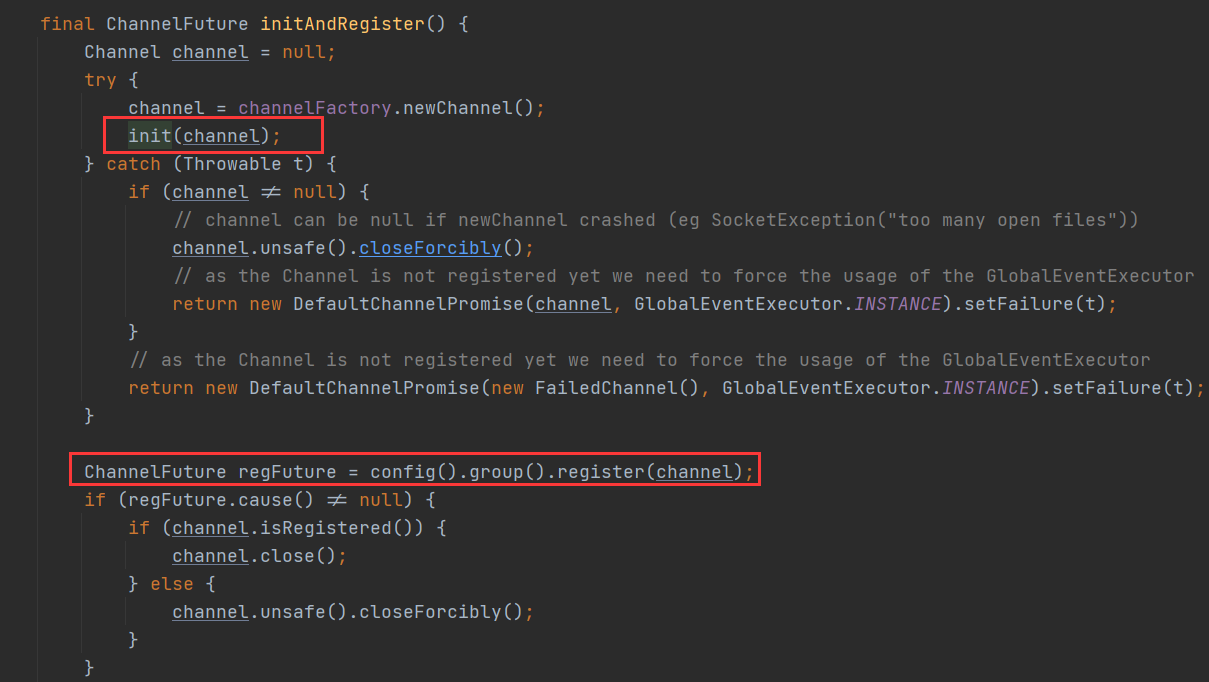 final ChannelFuture initAndRegister() {
Channel channel = null;
try {
channel = channelFactory.newChannel();
init(channel);
} catch (Throwable t) {
if (channel ≠ null) {
// channel can be null if newChannel crashed (eg SocketException("too many open files"))
channel.unsafe().closeForcibly();
// as the Channel is not registered yet we need to force the usage of the GlobalEventExecutor
return new DefaultChannelPromise(channel, GlobalEventExecutor.INSTANCE).setFailure(t);
}
// as the Channel is not registered yet we need to force the usage of the GlobalEventExecutor
return new DefaultChannelPromise(new FailedChannel(), GlobalEventExecutor.INSTANCE).setFailure(t);
}
ChannelFuture regFuture = config().group().register(channel);
if (regFuture.cause() ≠ null) {
if (channel.isRegistered()) {
channel.close();
} else {
channel.unsafe().closeForcibly();
}
}